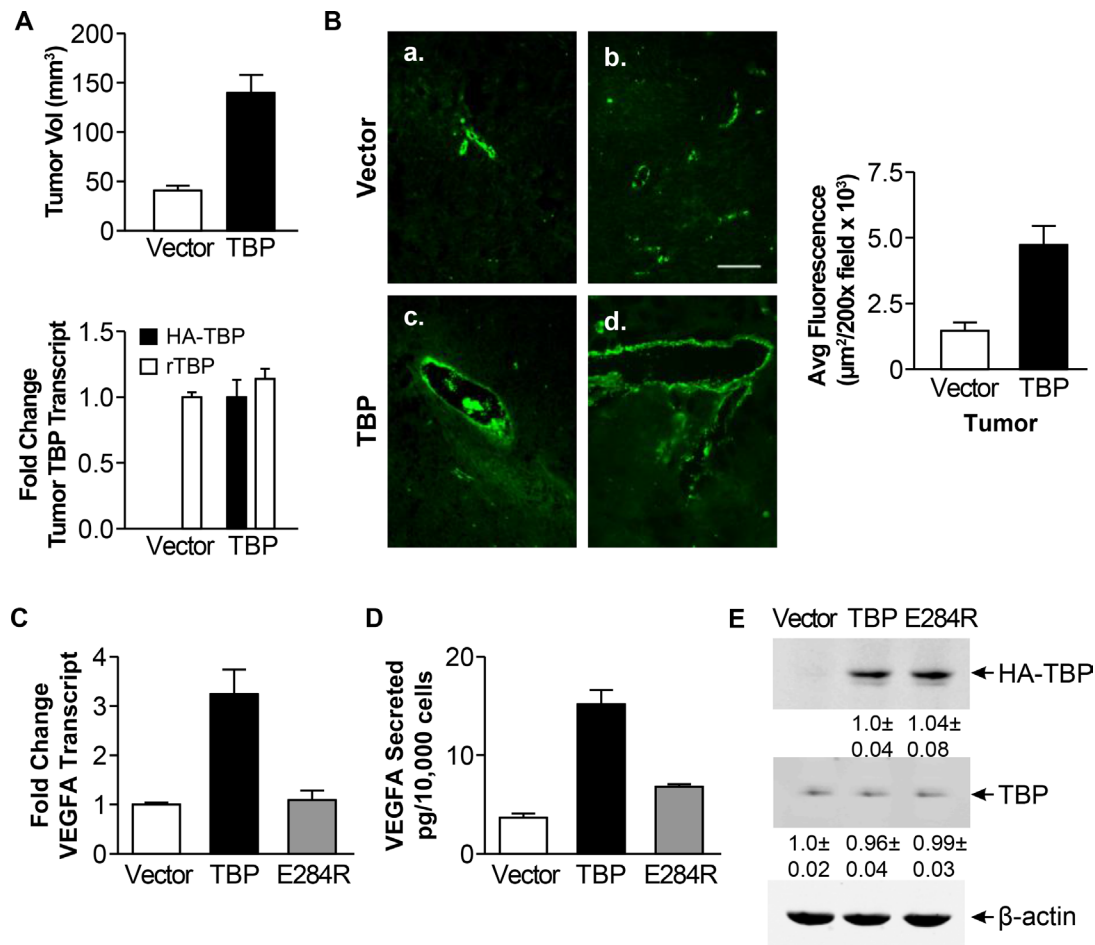 A
Tumor Vol (mm³)
200
150
100
50
0
Vector TBP
Fold Change
Tumor TBP Transcript
1.5
1.0
0.5
0.0
HA-TBP
rTBP
Vector TBP
B
Vector
TBP
a.
b.
c.
d.
Avg Fluorescencce
(µm²/200x field x 10³)
7.5
5.0
2.5
0
Vector TBP
Tumor
C
Fold Change
VEGFA Transcript
4
3
2
1
0
Vector TBP E284R
D
VEGFA Secreted
pg/10,000 cells
20
10
0
Vector TBP E284R
E
Vector TBP E284R
HA-TBP
1.0± 1.04±
0.04 0.08
TBP
1.0± 0.96± 0.99±
0.02 0.04 0.03
β-actin